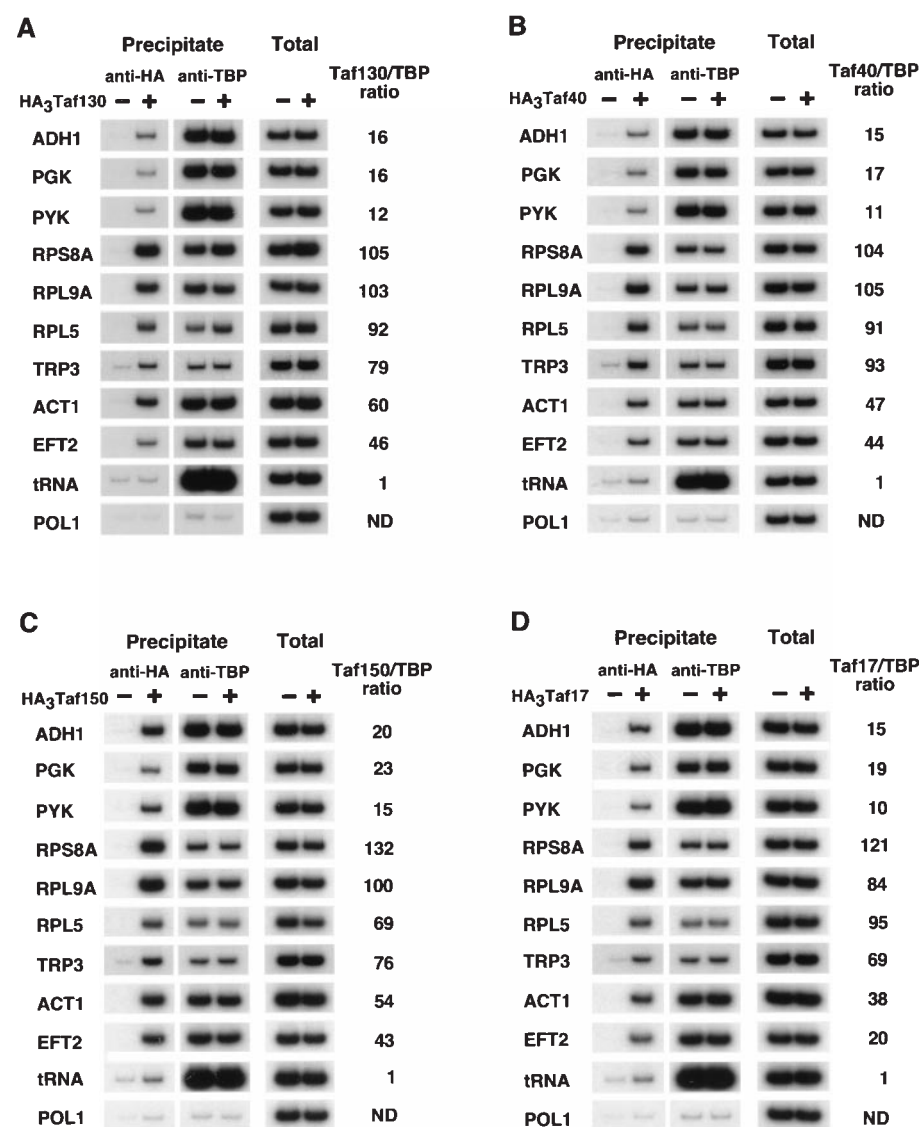 A
Precipitate Total
anti-HA anti-TBP Taf130/TBP ratio
HA3Taf130 − + − + − +
ADH1 16
PGK 16
PYK 12
RPS8A 105
RPL9A 103
RPL5 92
TRP3 79
ACT1 60
EFT2 46
tRNA 1
POL1 ND
B
Precipitate Total
anti-HA anti-TBP Taf40/TBP ratio
HA3Taf40 − + − + − +
ADH1 15
PGK 17
PYK 11
RPS8A 104
RPL9A 105
RPL5 91
TRP3 93
ACT1 47
EFT2 44
tRNA 1
POL1 ND
C
Precipitate Total
anti-HA anti-TBP Taf150/TBP ratio
HA3Taf150 − + − + − +
ADH1 20
PGK 23
PYK 15
RPS8A 132
RPL9A 100
RPL5 69
TRP3 76
ACT1 54
EFT2 43
tRNA 1
POL1 ND
D
Precipitate Total
anti-HA anti-TBP Taf17/TBP ratio
HA3Taf17 − + − + − +
ADH1 15
PGK 19
PYK 10
RPS8A 121
RPL9A 84
RPL5 95
TRP3 69
ACT1 38
EFT2 20
tRNA 1
POL1 ND